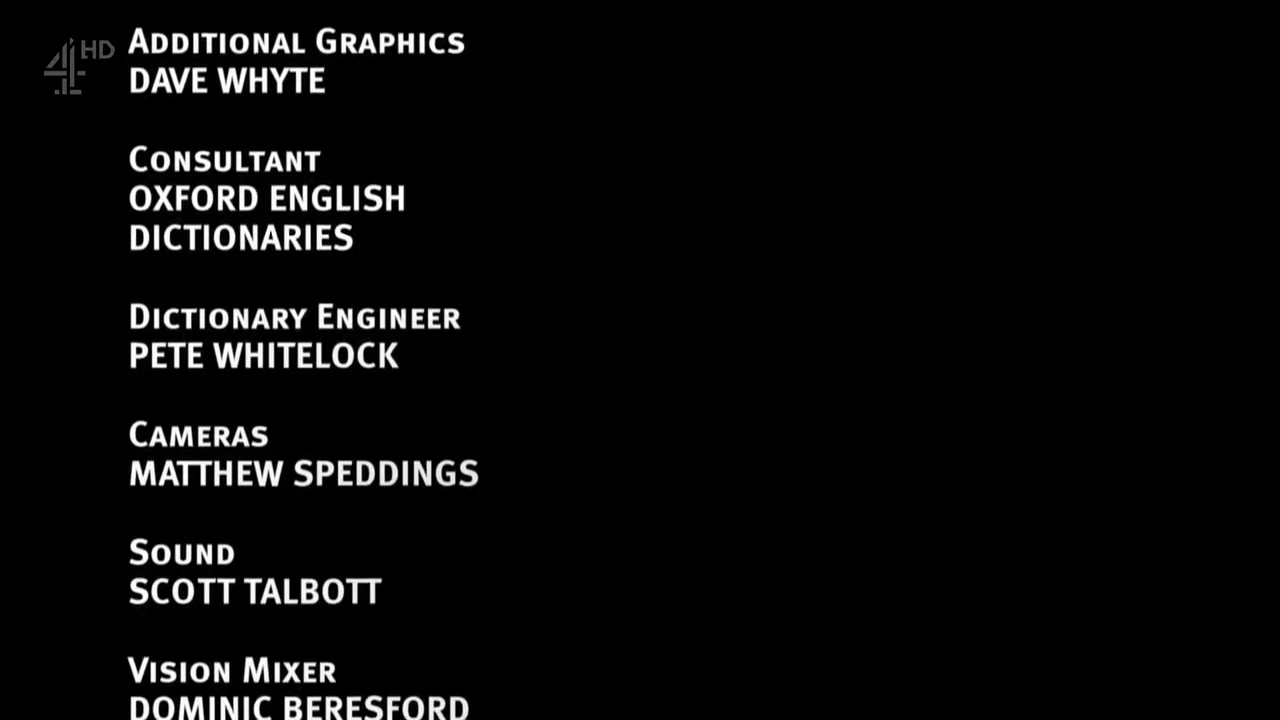 HD
ADDITIONAL GRAPHICS
DAVE WHYTE
CONSULTANT
OXFORD ENGLISH
DICTIONARIES
DICTIONARY ENGINEER
PETE WHITELOCK
CAMERAS
MATTHEW SPEDDINGS
SOUND
SCOTT TALBOTT
VISION MIXER
DOMINIC BERESFORD